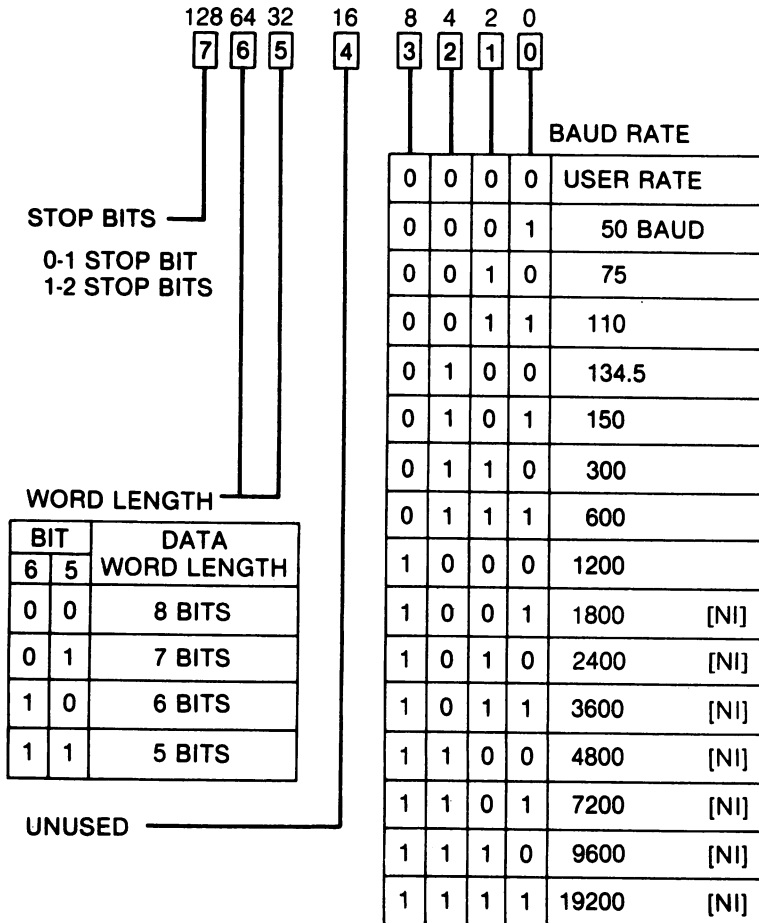 128 64 32 16 8 4 2 0
7 6 5 4 3 2 1 0
BAUD RATE
0 0 0 0 USER RATE
0 0 0 1 50 BAUD
0 0 1 0 75
0 0 1 1 110
0 1 0 0 134.5
0 1 0 1 150
0 1 1 0 300
0 1 1 1 600
1 0 0 0 1200
1 0 0 1 1800 [NI]
1 0 1 0 2400 [NI]
1 0 1 1 3600 [NI]
1 1 0 0 4800 [NI]
1 1 0 1 7200 [NI]
1 1 1 0 9600 [NI]
1 1 1 1 19200 [NI]
STOP BITS
0-1 STOP BIT
1-2 STOP BITS
WORD LENGTH
BIT DATA
6 5 WORD LENGTH
0 0 8 BITS
0 1 7 BITS
1 0 6 BITS
1 1 5 BITS
UNUSED